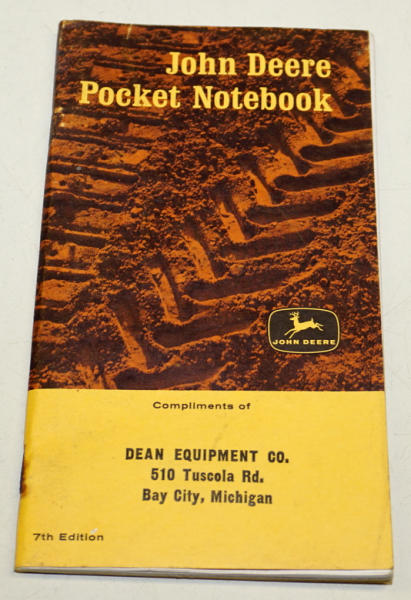 John Deere
Pocket Notebook
JOHN DEERE
Compliments of
DEAN EQUIPMENT CO.
510 Tuscola Rd.
Bay City, Michigan
7th Edition